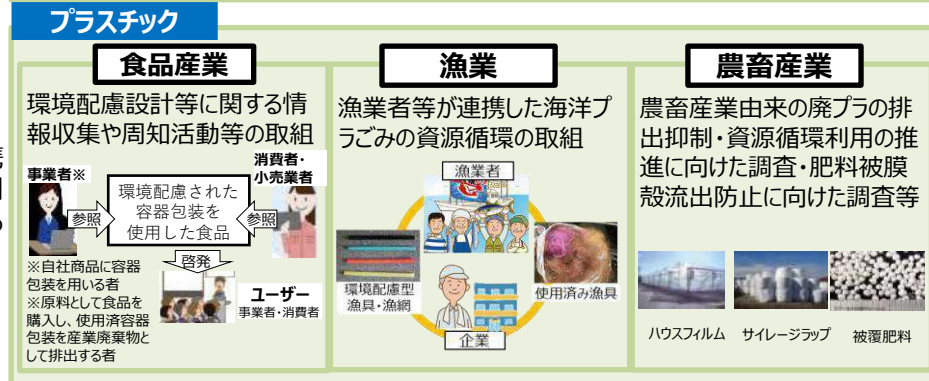 プラスチック
食品産業
環境配慮設計等に関する情
報収集や周知活動等の取組
事業者※
消費者・
小売業者
環境配慮された
容器包装を
使用した食品
参照
参照
啓発
※自社商品に容器
包装を用いる者
※原料として食品を
購入し、使用済容器
包装を産業廃棄物と
して排出する者
ユーザー
事業者・消費者
漁業
漁業者等が連携した海洋プ
ラごみの資源循環の取組
漁業者
環境配慮型
漁具・漁網
使用済み漁具
企業
農畜産業
農畜産業由来の廃プラの排
出抑制・資源循環利用の推
進に向けた調査・肥料被膜
殻流出防止に向けた調査等
ハウスフィルム
サイレージラップ
被覆肥料